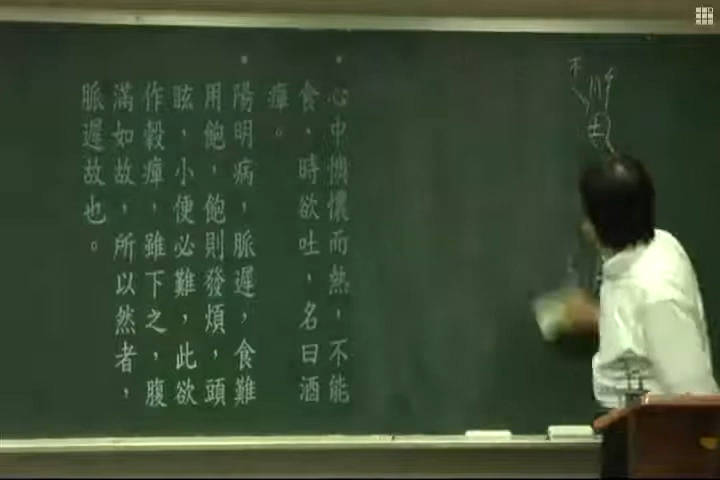 心中懊憹而熱，不能
食，時欲吐，名曰酒
疸。
陽明病，脈遲，食難
用飽，飽則發煩，頭
眩，小便必難，此欲
作穀疸，雖下之，腹
滿如故，所以然者，
脈遲故也。